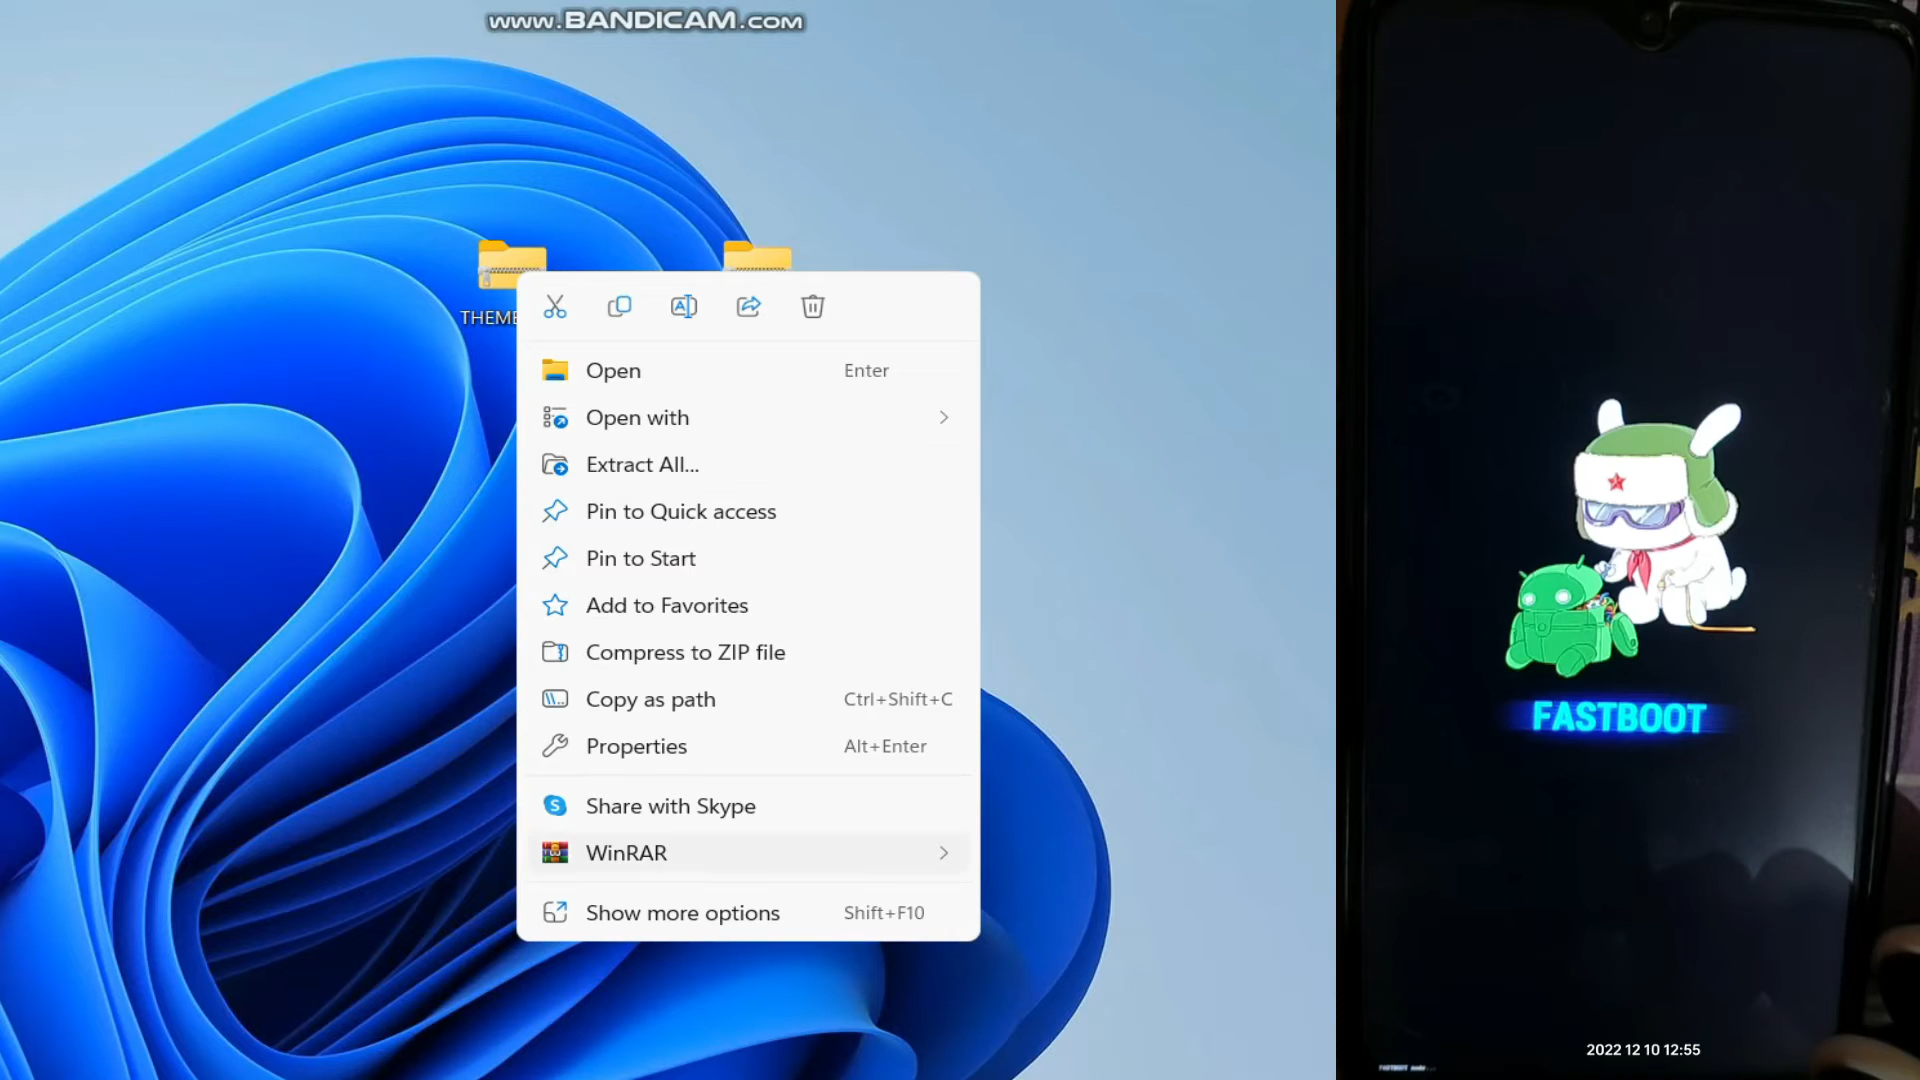 www.BANDICAM.com
THEME
Open Enter
Open with
Extract All...
Pin to Quick access
Pin to Start
Add to Favorites
Compress to ZIP file
Copy as path Ctrl+Shift+C
Properties Alt+Enter
Share with Skype
WinRAR
Show more options Shift+F10
FASTBOOT
2022 12 10 12:55